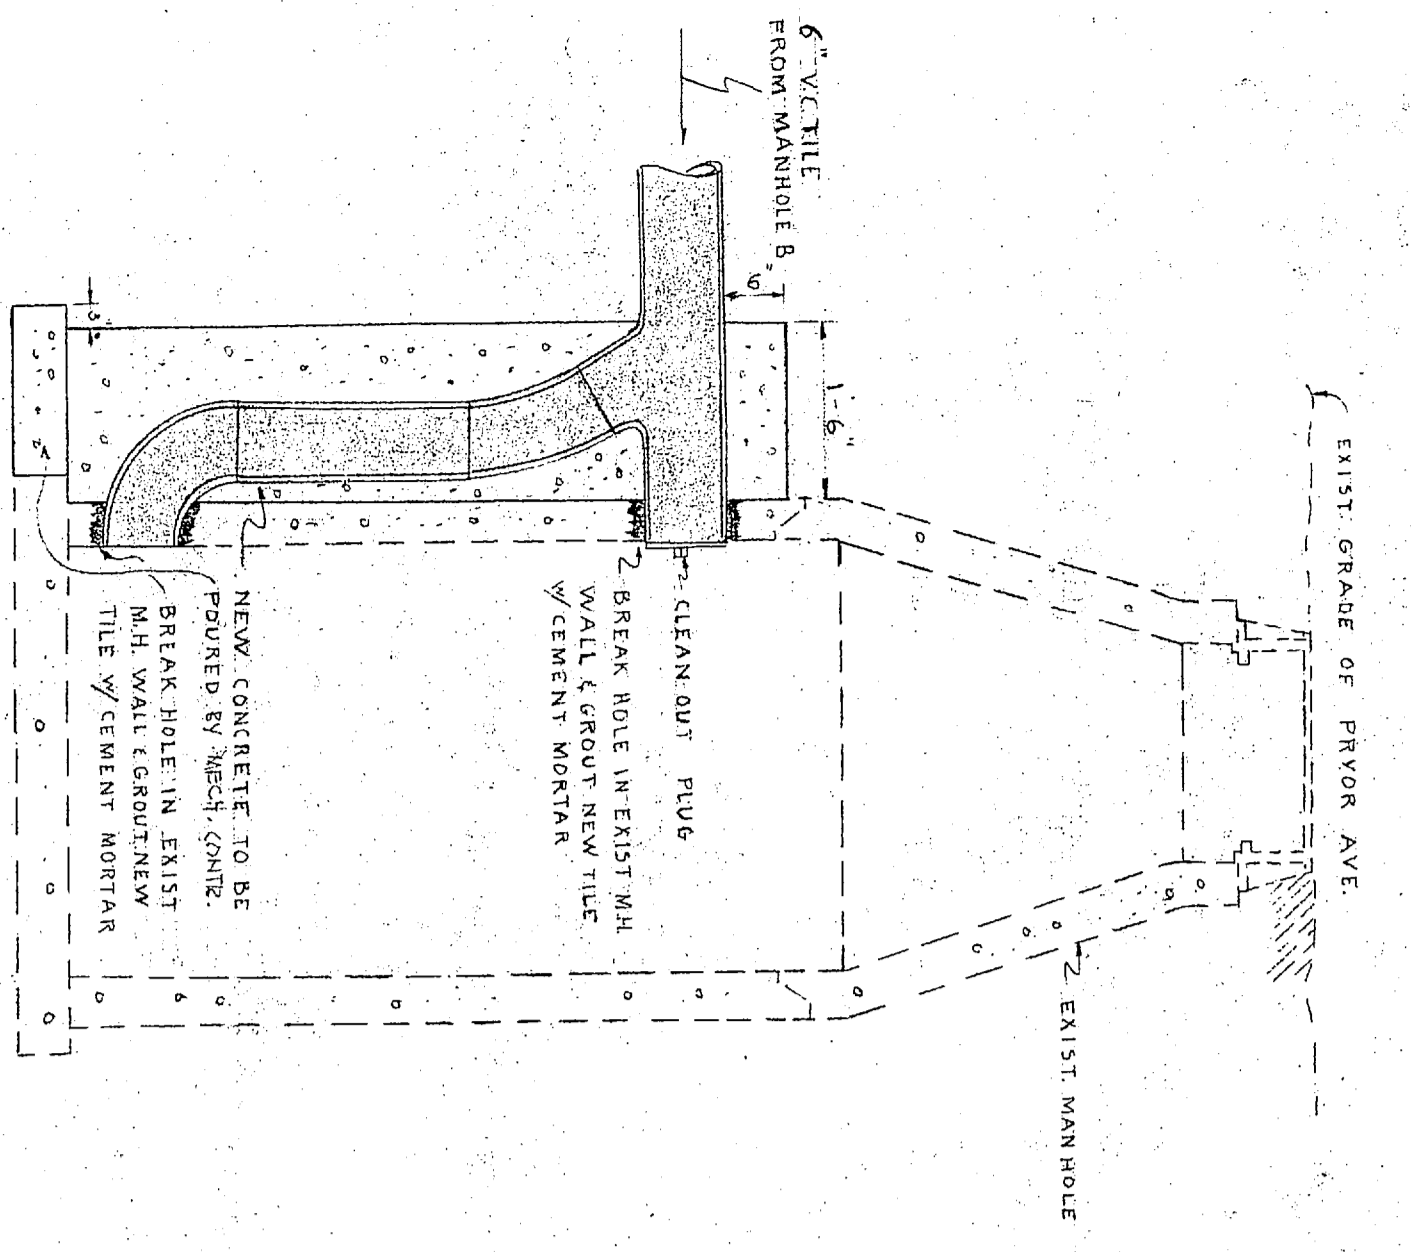 EXIST. GRADE OF PRYOR AVE.
EXIST. MANHOLE
6" V.C. TILE
FROM MANHOLE B
6"
1'-6"
CLEAN OUT PLUG
BREAK HOLE IN EXIST M.H.
WALL & GROUT NEW TILE
W/ CEMENT MORTAR
NEW CONCRETE TO BE
POURED BY MECH. CONTR.
BREAK HOLE IN EXIST
M.H. WALL & GROUT NEW
TILE W/ CEMENT MORTAR
3"